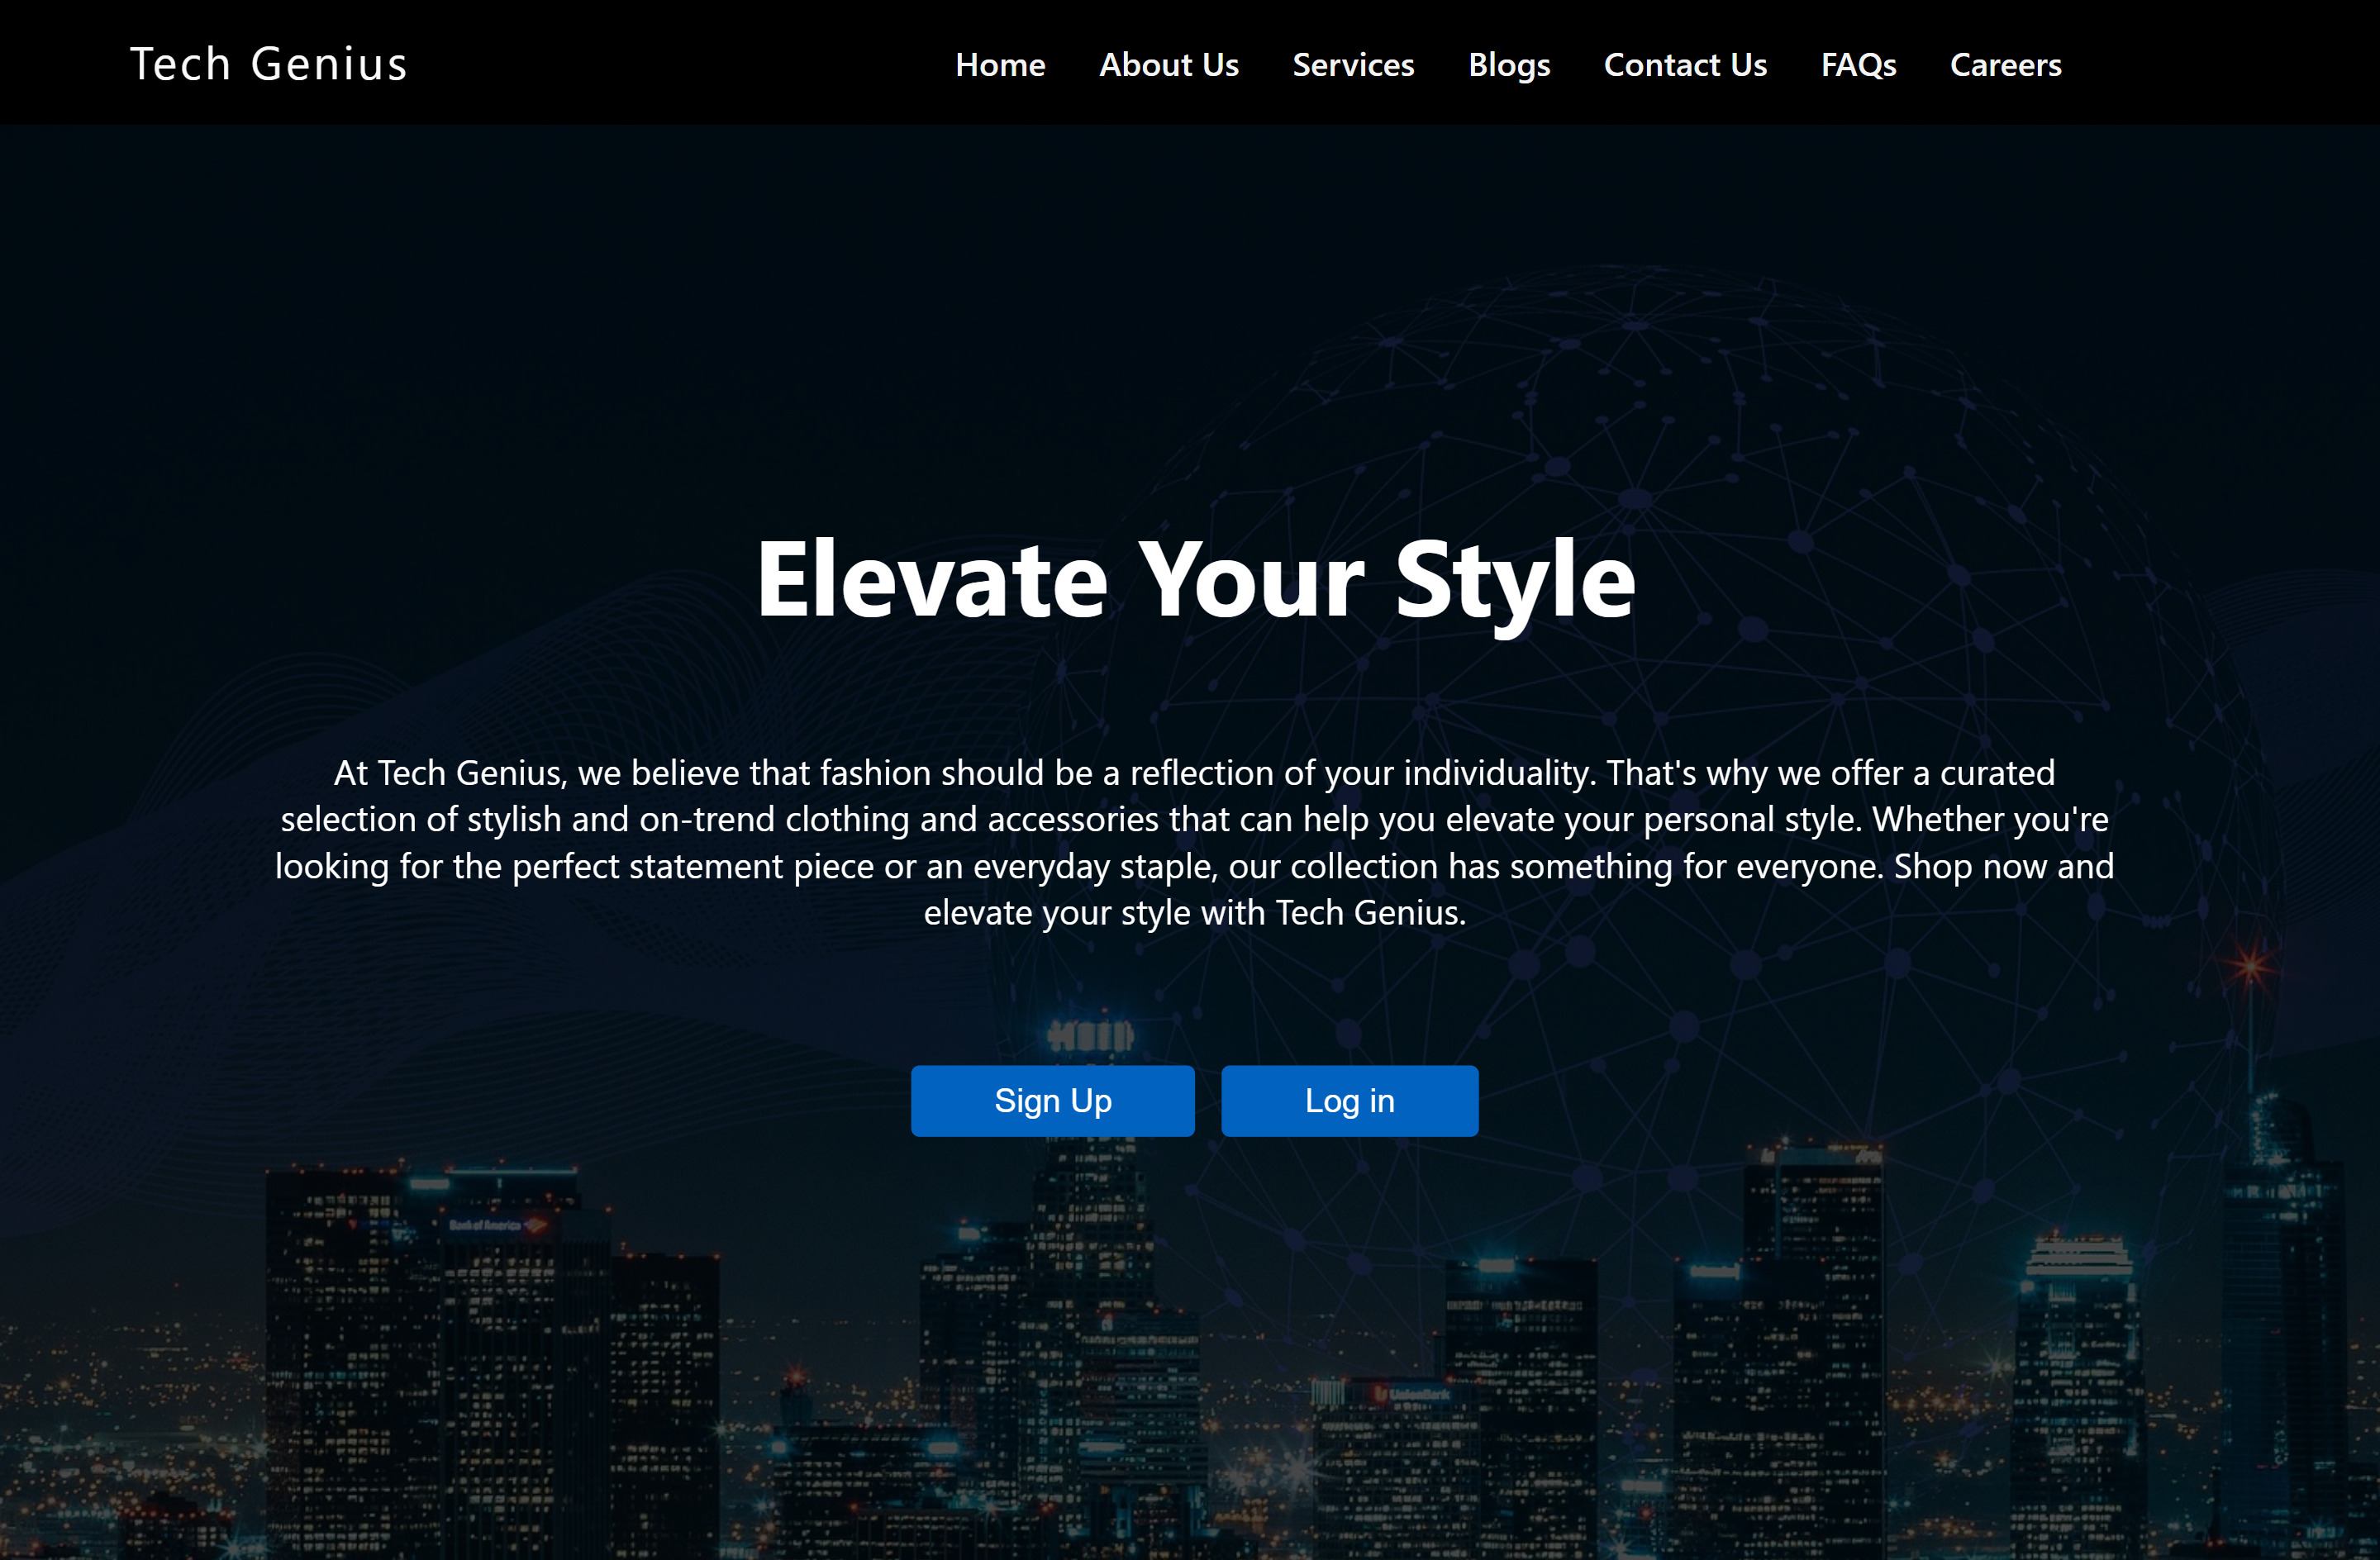 Tech Genius
Home About Us Services Blogs Contact Us FAQs Careers
Elevate Your Style
At Tech Genius, we believe that fashion should be a reflection of your individuality. That's why we offer a curated
selection of stylish and on-trend clothing and accessories that can help you elevate your personal style. Whether you're
looking for the perfect statement piece or an everyday staple, our collection has something for everyone. Shop now and
elevate your style with Tech Genius.
Sign Up Log in
Bank of America
UnionBank